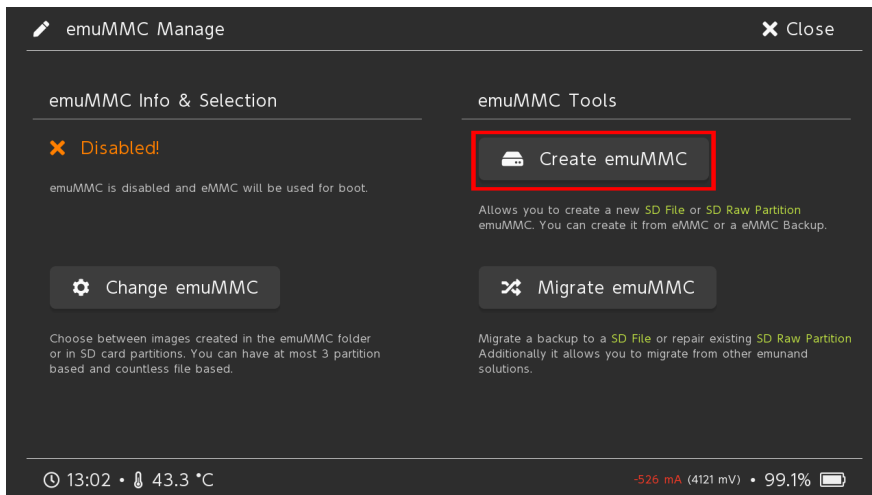 emuMMC Manage
Close
emuMMC Info & Selection
Disabled!
emuMMC is disabled and eMMC will be used for boot.
Change emuMMC
Choose between images created in the emuMMC folder
or in SD card partitions. You can have at most 3 partition
based and countless file based.
emuMMC Tools
Create emuMMC
Allows you to create a new SD File or SD Raw Partition
emuMMC. You can create it from eMMC or a eMMC Backup.
Migrate emuMMC
Migrate a backup to a SD File or repair existing SD Raw Partition
Additionally it allows you to migrate from other emunand
solutions.
13:02 • 43.3 °C
-526 mA (4121 mV) • 99.1%